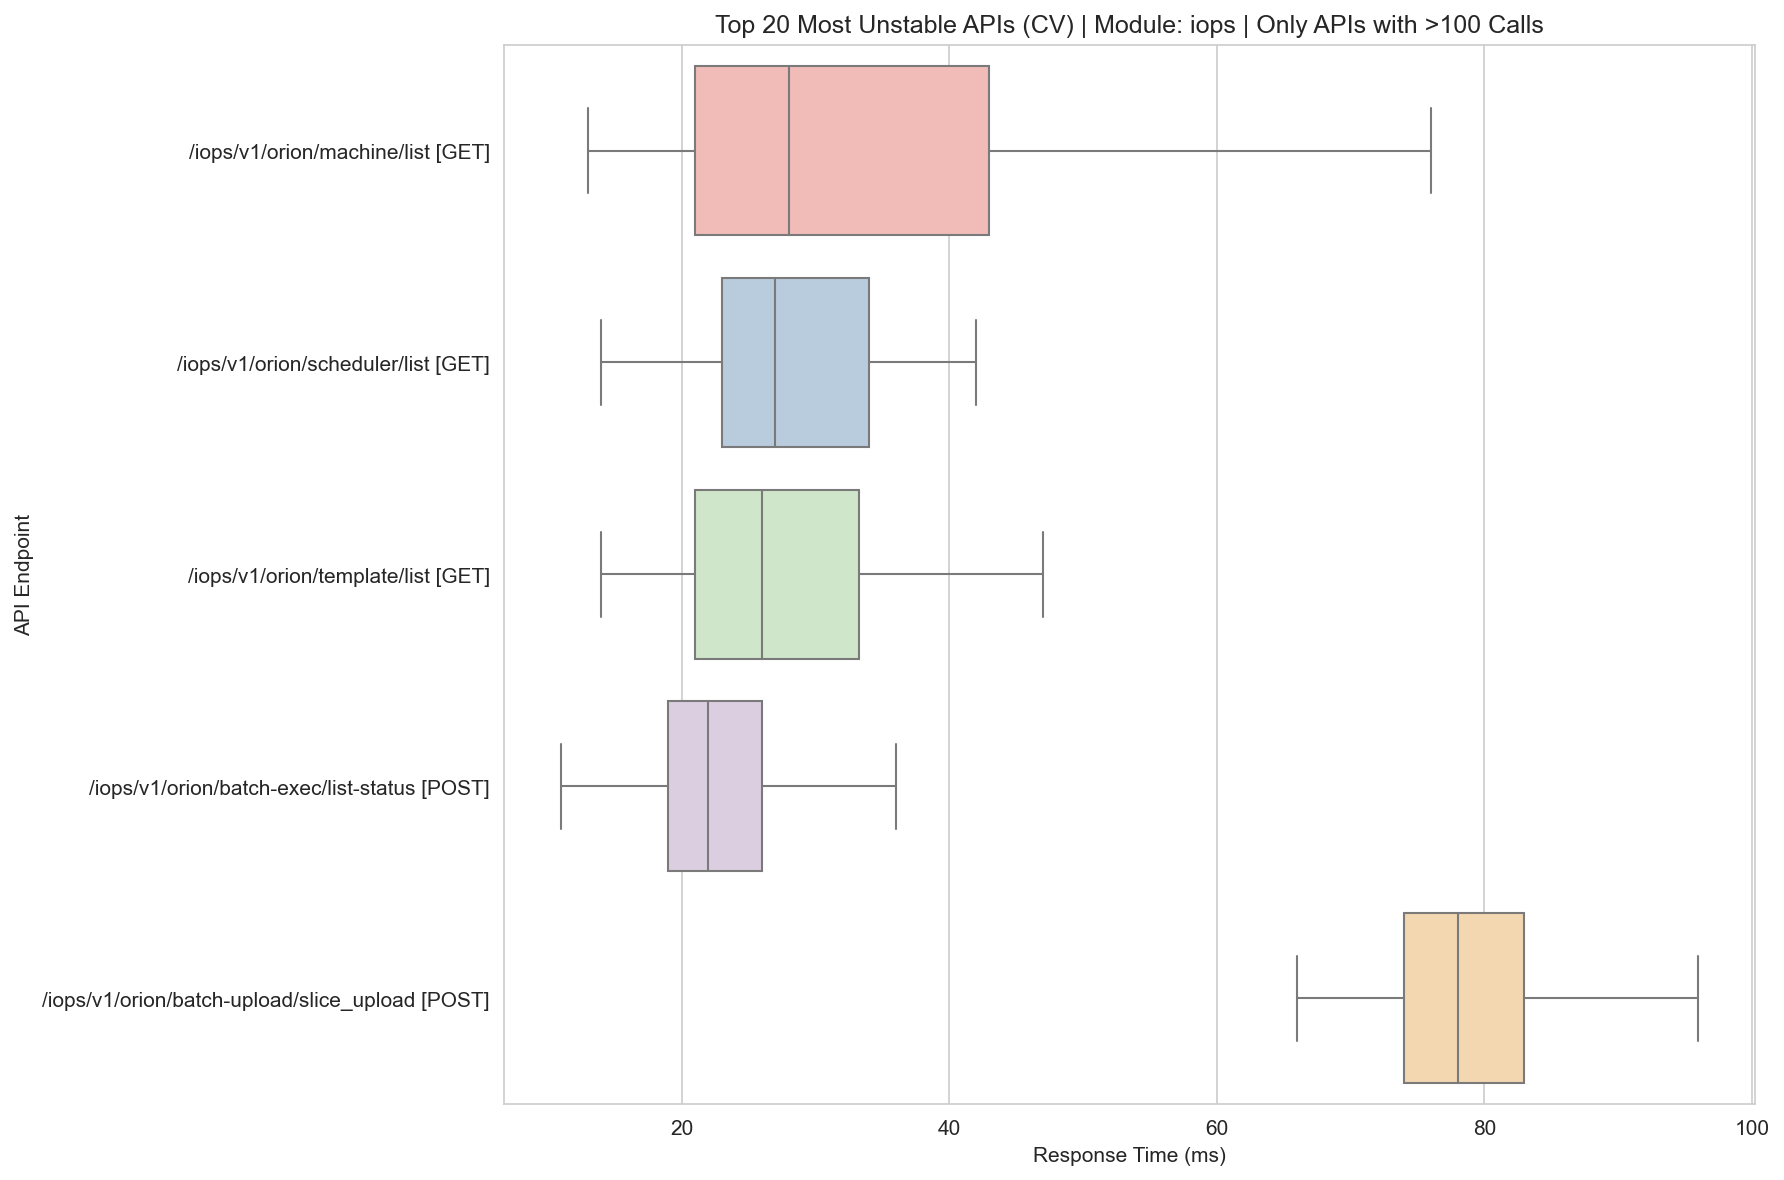 Top 20 Most Unstable APIs (CV) | Module: iops | Only APIs with >100 Calls
API Endpoint
/iops/v1/orion/machine/list [GET]
/iops/v1/orion/scheduler/list [GET]
/iops/v1/orion/template/list [GET]
/iops/v1/orion/batch-exec/list-status [POST]
/iops/v1/orion/batch-upload/slice_upload [POST]
20 40 60 80 100
Response Time (ms)